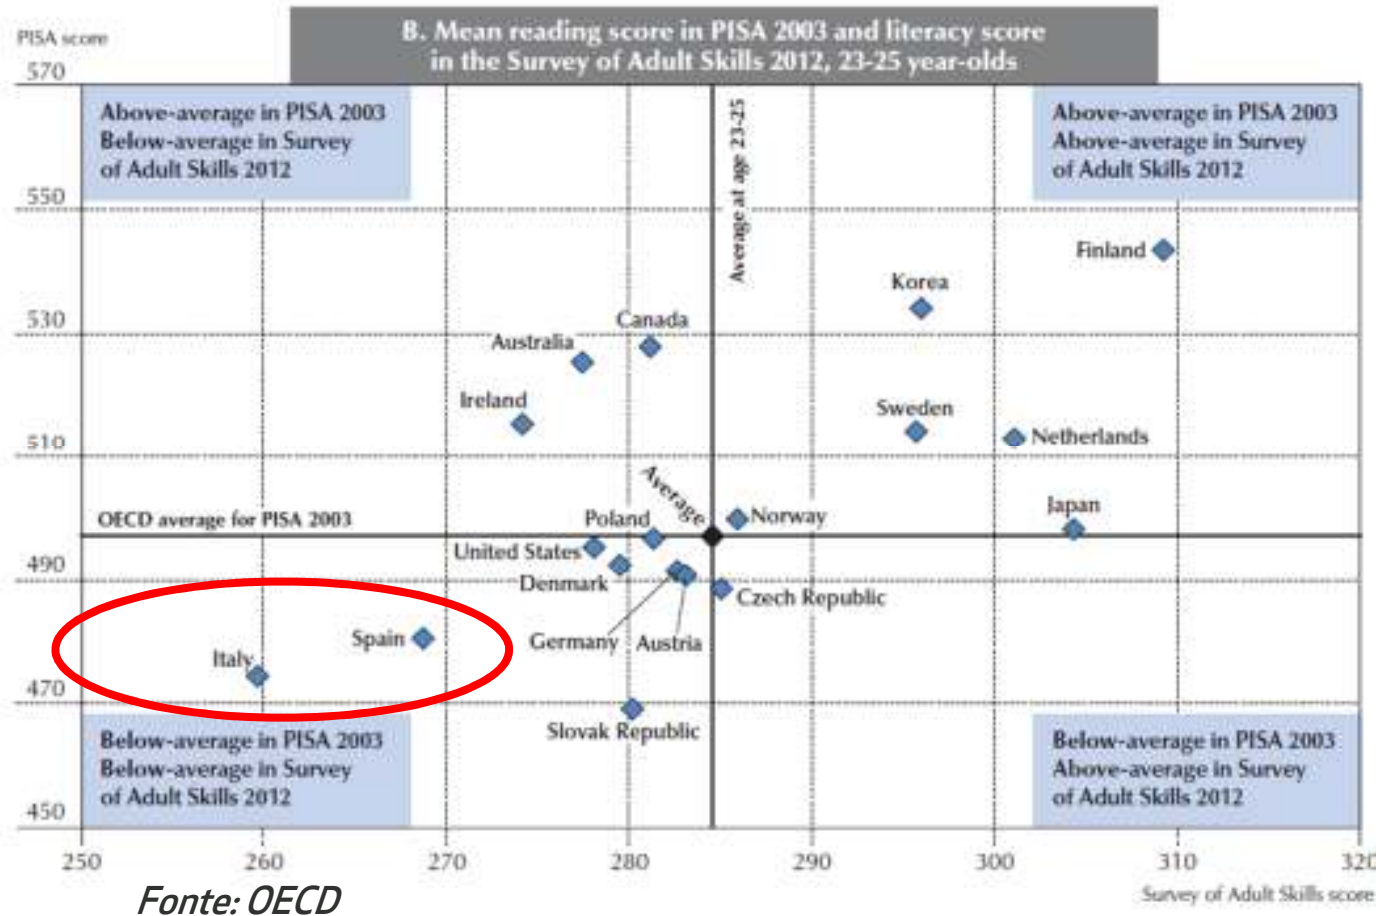 B. Mean reading score in PISA 2003 and literacy score
in the Survey of Adult Skills 2012, 23-25 year-olds
PISA score
570
550
530
510
490
470
450
Above-average in PISA 2003
Below-average in Survey
of Adult Skills 2012
Average at age 23-25
Above-average in PISA 2003
Above-average in Survey
of Adult Skills 2012
Finland
Korea
Canada
Australia
Ireland
Sweden
Netherlands
Average
Japan
OECD average for PISA 2003
Poland
Norway
United States
Denmark
Czech Republic
Spain
Germany
Austria
Italy
Slovak Republic
Below-average in PISA 2003
Below-average in Survey
of Adult Skills 2012
Below-average in PISA 2003
Above-average in Survey
of Adult Skills 2012
250
260
270
280
290
300
310
320
Survey of Adult Skills score
Fonte: OECD